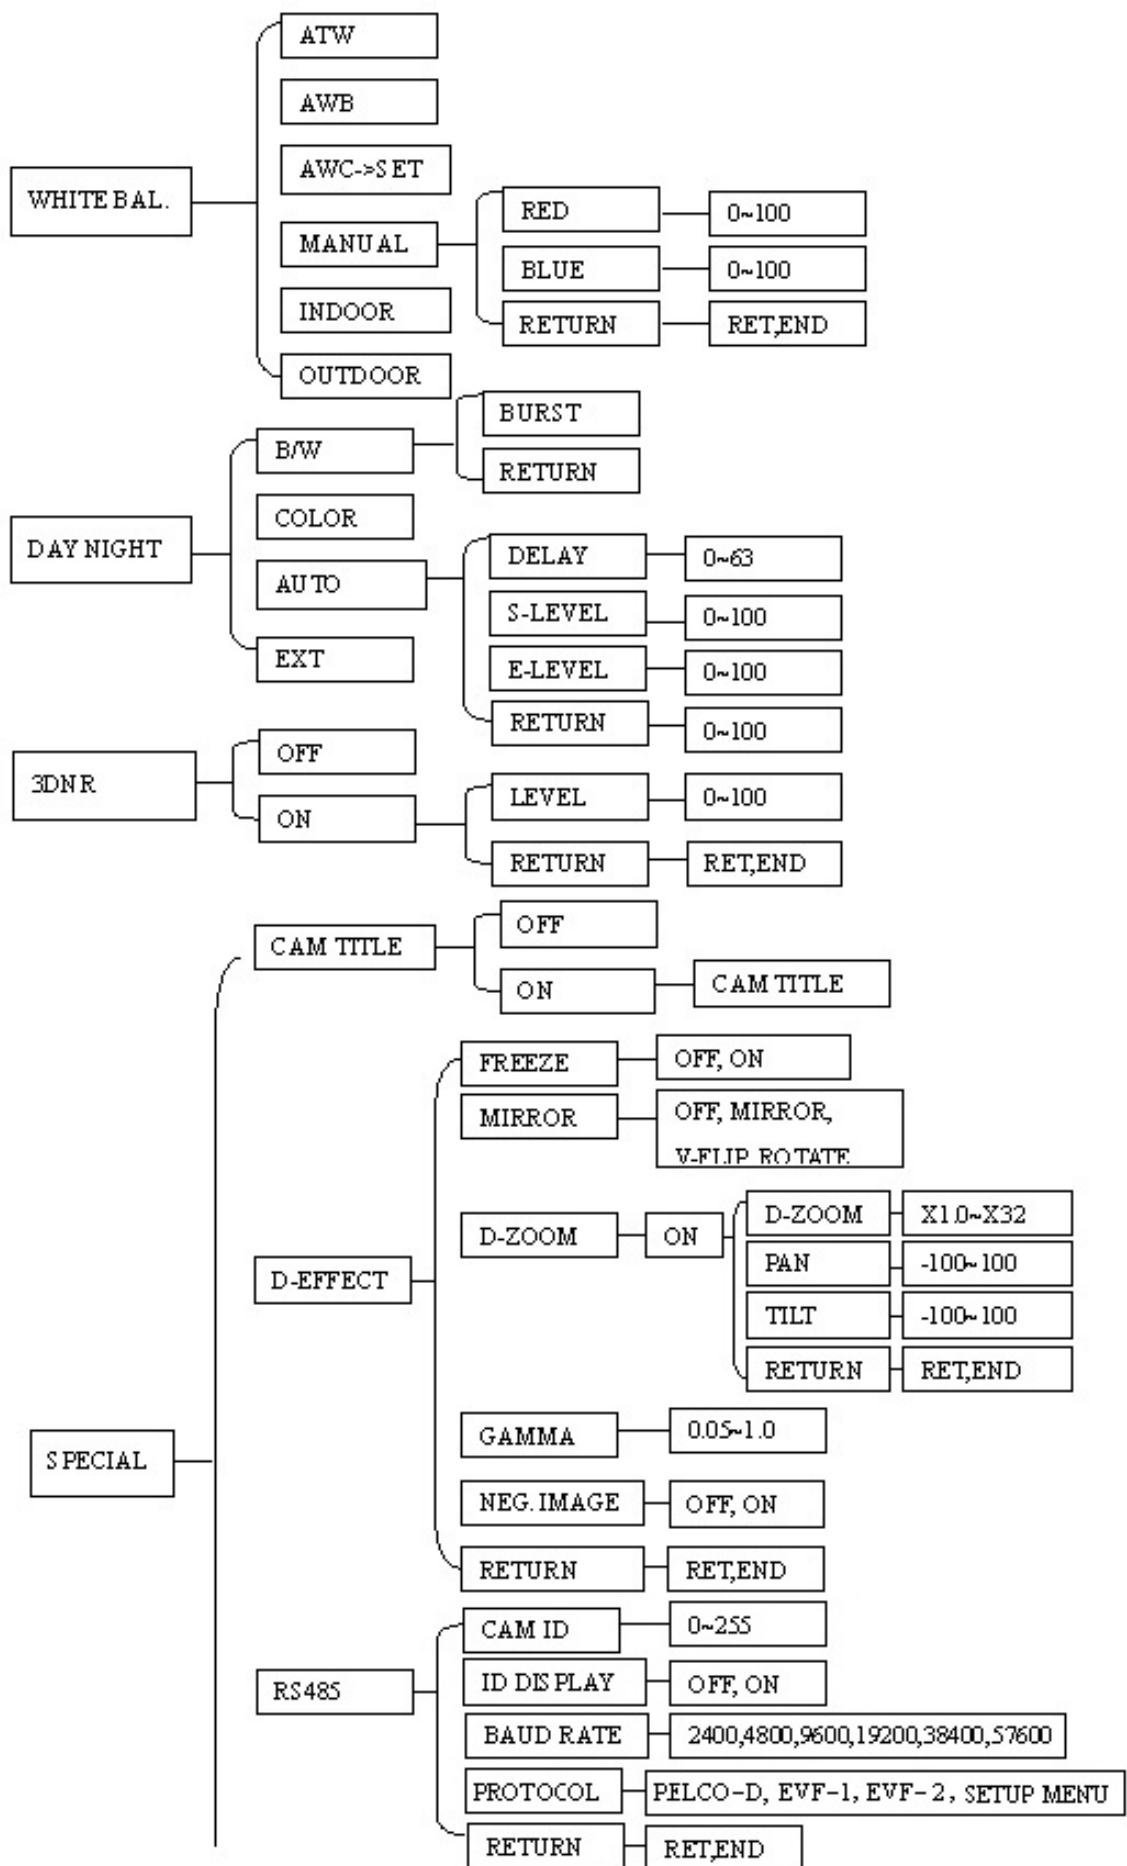 ATW
AWB
AWC->SET
WHITE BAL.
MANUAL
INDOOR
OUTDOOR
RED
0~100
BLUE
0~100
RETURN
RET,END
DAY NIGHT
B/W
BURST
RETURN
COLOR
AUTO
DELAY
0~63
S-LEVEL
0~100
E-LEVEL
0~100
RETURN
0~100
EXT
3DNR
OFF
ON
LEVEL
0~100
RETURN
RET,END
SPECIAL
CAM TITLE
OFF
ON
CAM TITLE
D-EFFECT
FREEZE
OFF, ON
MIRROR
OFF, MIRROR,
V-FLIP, ROTATE
D-ZOOM
ON
D-ZOOM
X1.0~X32
PAN
-100~100
TILT
-100~100
RETURN
RET,END
GAMMA
0.05~1.0
NEG. IMAGE
OFF, ON
RETURN
RET,END
RS485
CAM ID
0~255
ID DISPLAY
OFF, ON
BAUD RATE
2400,4800,9600,19200,38400,57600
PROTOCOL
PELCO-D, EVF-1, EVF-2, SETUP MENU
RETURN
RET,END